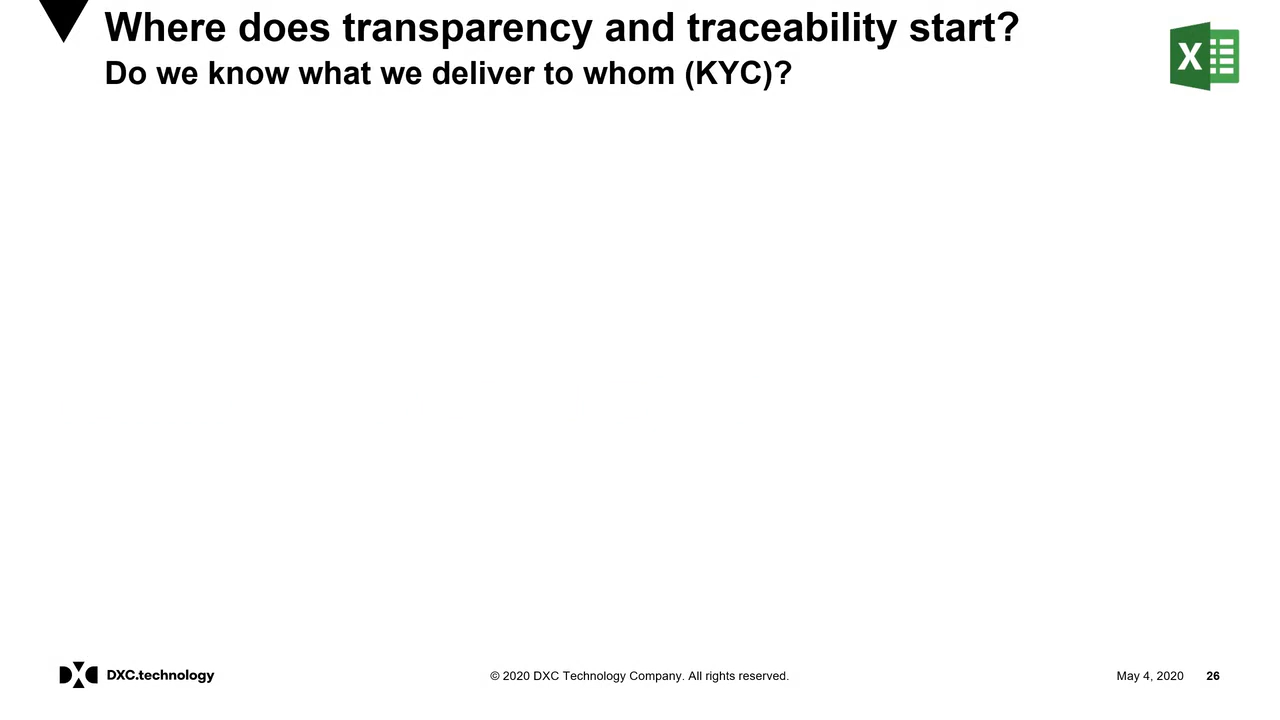 Where does transparency and traceability start?
Do we know what we deliver to whom (KYC)?
X
DXC.technology
© 2020 DXC Technology Company. All rights reserved.
May 4, 2020
26